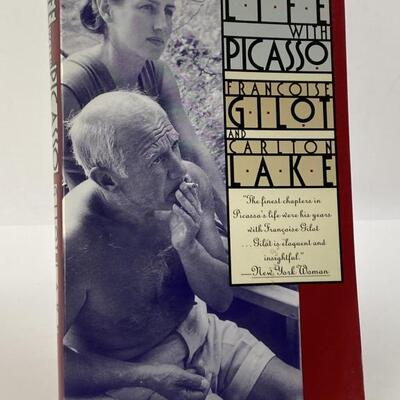 LIFE
WITH
PICASSO
FRANÇOISE
GILOT
AND
CARLTON
LAKE
"The finest chapters in
Picasso's life were his years
with Françoise Gilot
...Gilot is eloquent and
insightful."
—New York Woman